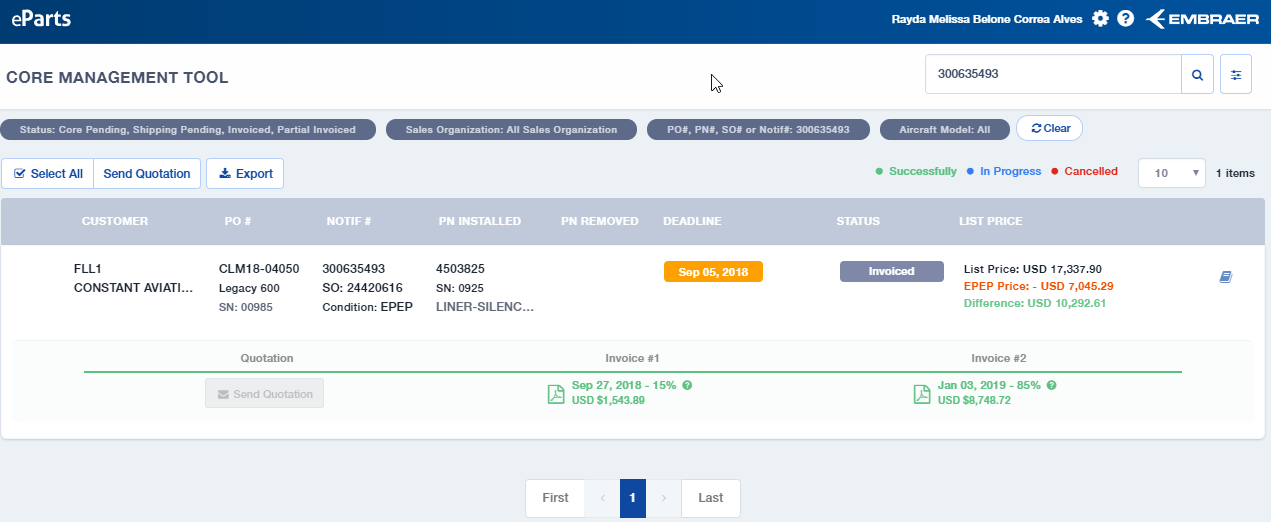 eParts
Rayda Melissa Belone Correa Alves ? EMBRAER
CORE MANAGEMENT TOOL
300635493
Status: Core Pending, Shipping Pending, Invoiced, Partial Invoiced
Sales Organization: All Sales Organization
PO#, PN#, SO# or Notif#: 300635493
Aircraft Model: All
Clear
Select All
Send Quotation
Export
Successfully
In Progress
Cancelled
10
1 items
CUSTOMER PO # NOTIF # PN INSTALLED PN REMOVED DEADLINE STATUS LIST PRICE
FLL1
CONSTANT AVIATI...
CLM18-04050
Legacy 600
SN: 00985
300635493
SO: 24420616
Condition: EPEP
4503825
SN: 0925
LINER-SILENC...
Sep 05, 2018
Invoiced
List Price: USD 17,337.90
EPEP Price: - USD 7,045.29
Difference: USD 10,292.61
Quotation
Send Quotation
Invoice #1
Sep 27, 2018 - 15% ?
USD $1,543.89
Invoice #2
Jan 03, 2019 - 85% ?
USD $8,748.72
First ‹ 1 › Last